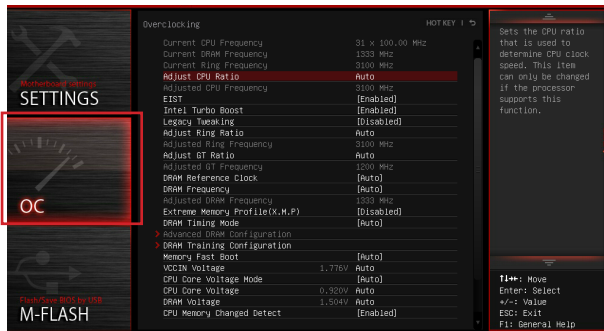 Motherboard settings
SETTINGS
OC
Flash/Save BIOS by USB
M-FLASH
Overclocking
HOT KEY | ↩
Current CPU Frequency 31 x 100.00 MHz
Current DRAM Frequency 1333 MHz
Current Ring Frequency 3100 MHz
Adjust CPU Ratio Auto
Adjusted CPU Frequency 3100 MHz
EIST [Enabled]
Intel Turbo Boost [Enabled]
Legacy Tweaking [Disabled]
Adjust Ring Ratio Auto
Adjusted Ring Frequency 3100 MHz
Adjust GT Ratio Auto
Adjusted GT Frequency 1200 MHz
DRAM Reference Clock [Auto]
DRAM Frequency [Auto]
Adjusted DRAM Frequency 1333 MHz
Extreme Memory Profile(X.M.P) [Disabled]
DRAM Timing Mode [Auto]
> Advanced DRAM Configuration
> DRAM Training Configuration
Memory Fast Boot [Auto]
VCCIN Voltage 1.776V Auto
CPU Core Voltage Mode [Auto]
CPU Core Voltage 0.920V Auto
DRAM Voltage 1.504V Auto
CPU Memory Changed Detect [Enabled]
Sets the CPU ratio
that is used to
determine CPU clock
speed. This item
can only be changed
if the processor
supports this
function.
↑↓→←: Move
Enter: Select
+/-: Value
ESC: Exit
F1: General Help